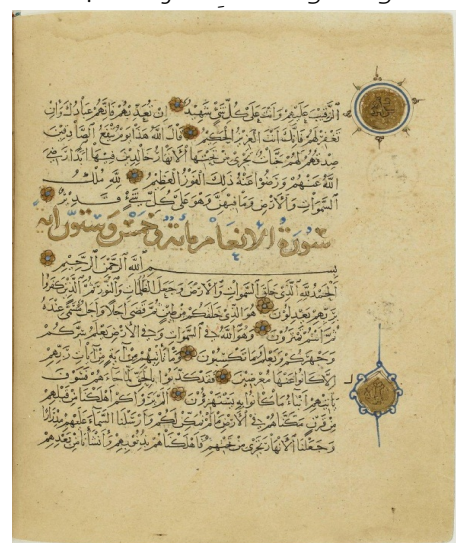 الرقيب عليهم وأنت على كل شيء شهيد إن تعذبهم فإنهم عبادك وإن
تغفر لهم فإنك أنت العزيز الحكيم قال الله هذا يوم ينفع الصادقين
صدقهم لهم جنات تجري من تحتها الأنهار خالدين فيها أبدا رضي
الله عنهم ورضوا عنه ذلك الفوز العظيم لله ملك
السموات والأرض وما فيهن وهو على كل شيء قدير
سورة الأنعام مائة وخمس وستون آية
بسم الله الرحمن الرحيم
الحمد لله الذي خلق السموات والأرض وجعل الظلمات والنور ثم الذين كفروا
بربهم يعدلون هو الذي خلقكم من طين ثم قضى أجلا وأجل مسمى عنده
ثم أنتم تمترون وهو الله في السموات وفي الأرض يعلم سركم
وجهركم ويعلم ما تكسبون وما تأتيهم من آية من آيات ربهم
إلا كانوا عنها معرضين فقد كذبوا بالحق لما جاءهم فسوف
يأتيهم أنباء ما كانوا به يستهزؤن ألم يروا كم أهلكنا من قبلهم
من قرن مكناهم في الأرض ما لم نمكن لكم وأرسلنا السماء عليهم مدرارا
وجعلنا الأنهار تجري من تحتهم فأهلكناهم بذنوبهم وأنشأنا من بعدهم